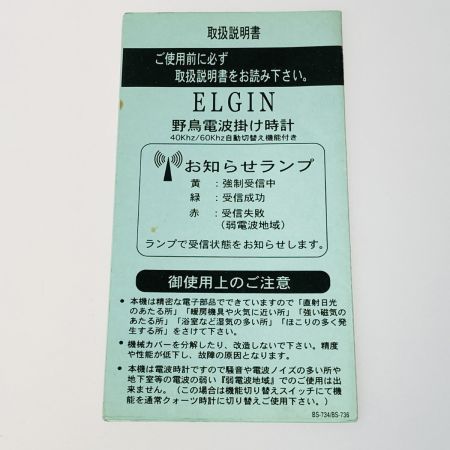 取扱説明書
ご使用前に必ず
取扱説明書をお読み下さい。
ELGIN
野鳥電波掛け時計
40Khz/60Khz自動切替え機能付き
お知らせランプ
黄 : 強制受信中
緑 : 受信成功
赤 : 受信失敗
(弱電波地域)
ランプで受信状態をお知らせします。
御使用上のご注意
● 本機は精密な電子部品でできていますので「直射日光
のあたる所」「暖房機具や火気に近い所」「強い磁気の
あたる所」「浴室など湿気の多い所」「ほこりの多く発
生する所」をさけて下さい。
● 機械カバーを分解したり、改造しないで下さい。精度
や性能が低下し、故障の原因となります。
● 本機は電波時計ですので騒音や電波ノイズの多い所や
地下室等の電波の弱い『弱電波地域』でのご使用は出
来ません。(この場合は機能切り替えスイッチにて機
能を通常クォーツ時計に切り替えご使用下さい。)
BS-734/BS-736